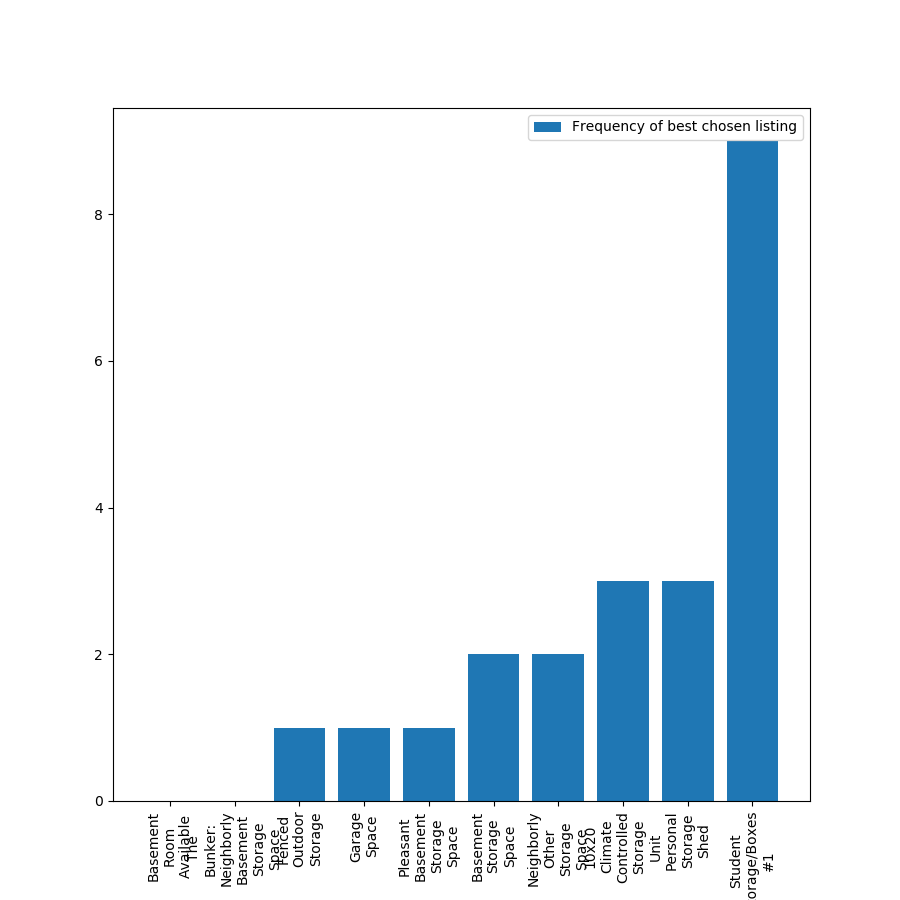 Frequency of best chosen listing
8
6
4
2
0
Basement
Room
Available
The
Bunker:
Neighborly
Basement
Storage
Space
Fenced
Outdoor
Storage
Garage
Space
Pleasant
Basement
Storage
Space
Basement
Storage
Space
Neighborly
Other
Storage
Space
10x20
Climate
Controlled
Storage
Unit
Personal
Storage
Shed
Student
orage/Boxes
#1